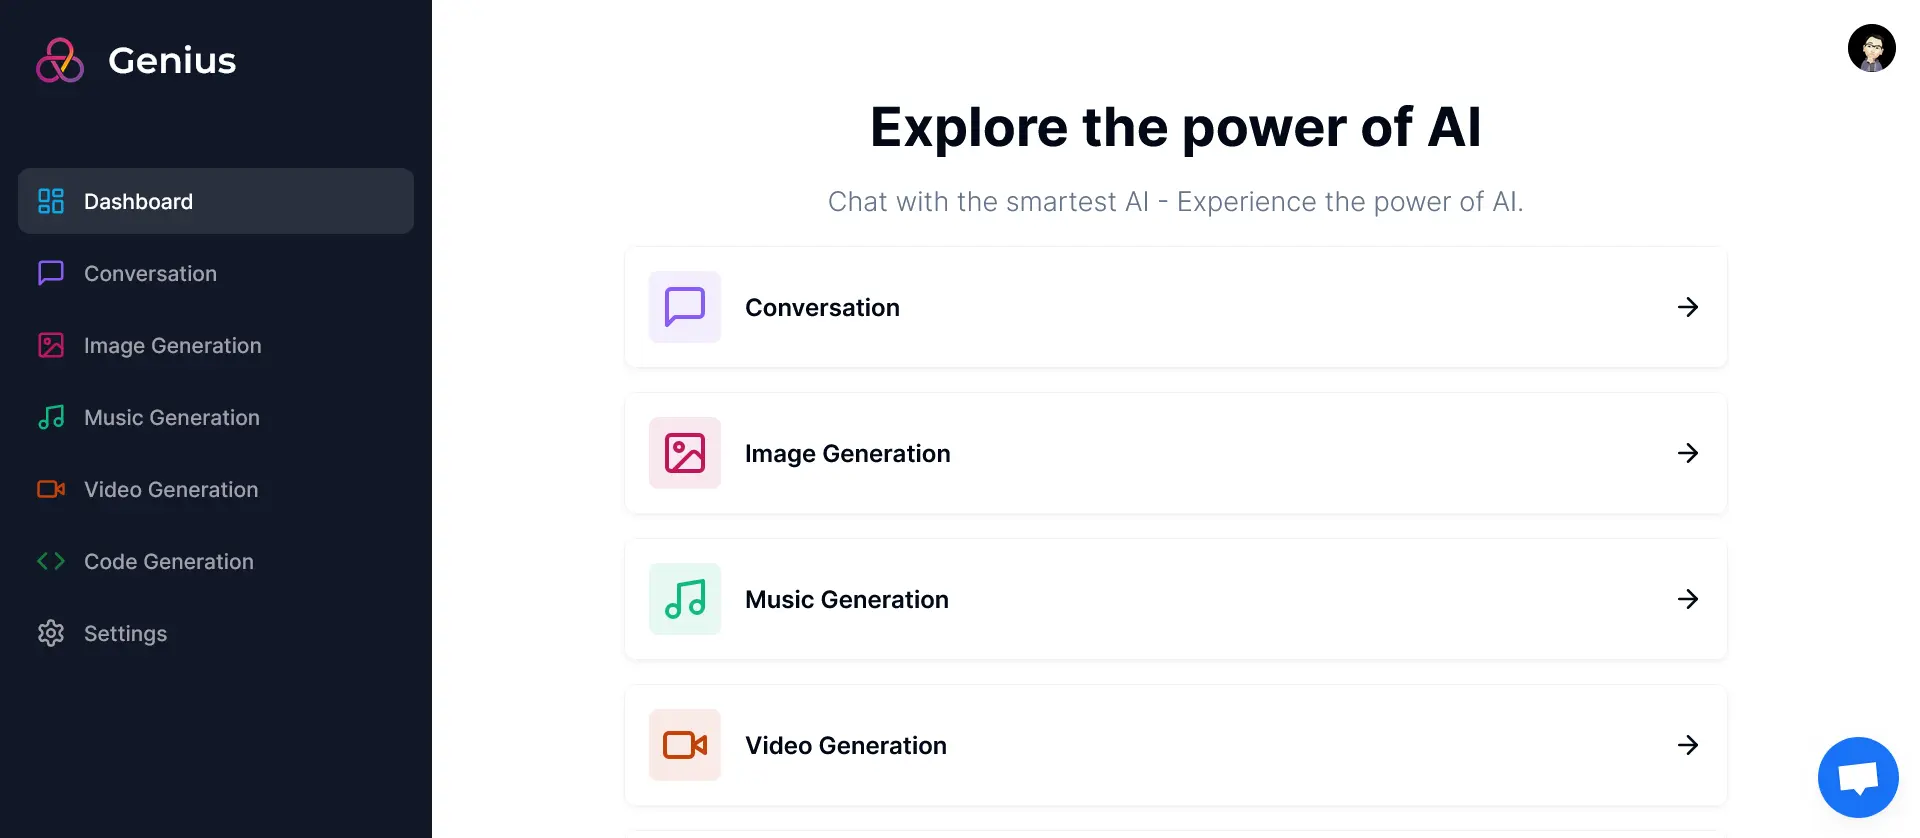 Genius
Dashboard
Conversation
Image Generation
Music Generation
Video Generation
Code Generation
Settings
Explore the power of AI
Chat with the smartest AI - Experience the power of AI.
Conversation
Image Generation
Music Generation
Video Generation